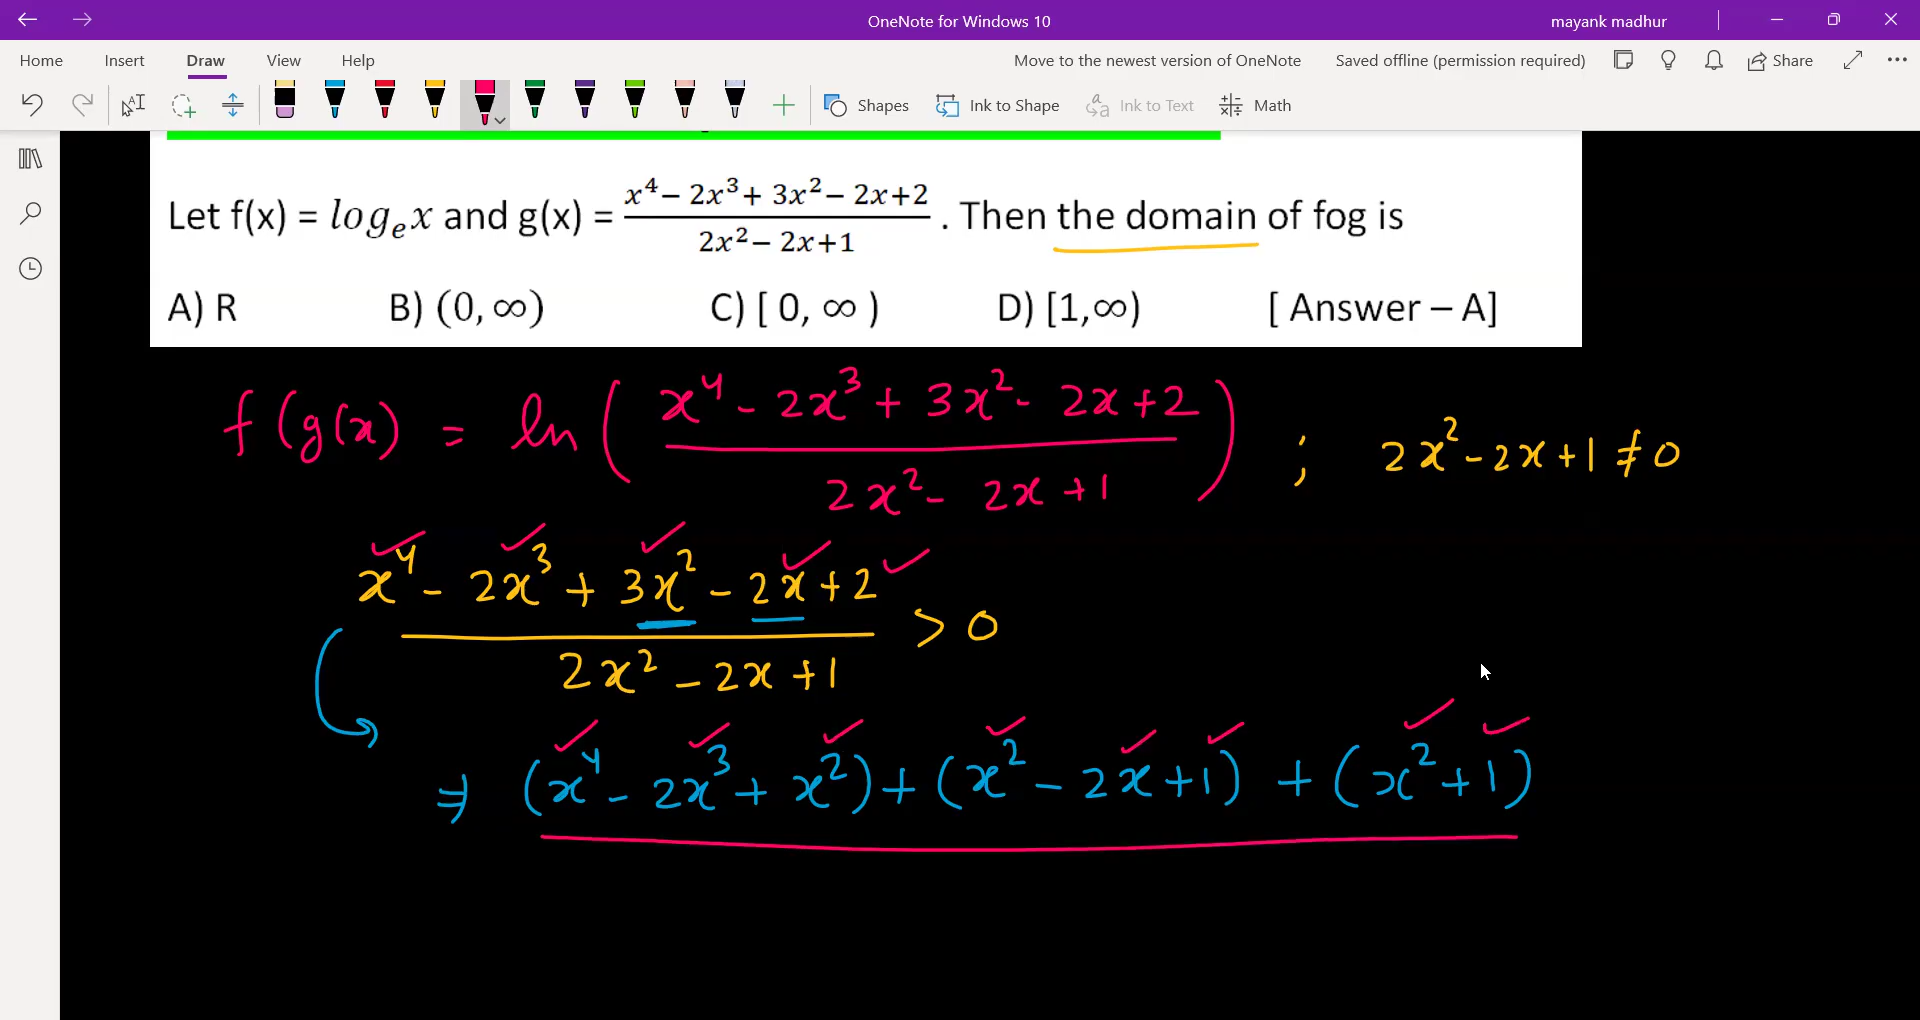 OneNote for Windows 10 mayank madhur
Home Insert Draw View Help Move to the newest version of OneNote Saved offline (permission required) Share
Shapes Ink to Shape Ink to Text Math
Let f(x) = logₑx and g(x) = (x⁴− 2x³+ 3x²− 2x+2)/(2x²− 2x+1) . Then the domain of fog is
A) R B) (0, ∞) C) [ 0, ∞ ) D) [1,∞) [ Answer – A]
f(g(x) = ln( (x⁴ - 2x³ + 3x² - 2x + 2)/(2x² - 2x + 1) ) ; 2x² - 2x + 1 ≠ 0
(x⁴ - 2x³ + 3x² - 2x + 2)/(2x² - 2x + 1) > 0
⇒ (x⁴ - 2x³ + x²) + (x² - 2x + 1) + (x² + 1)